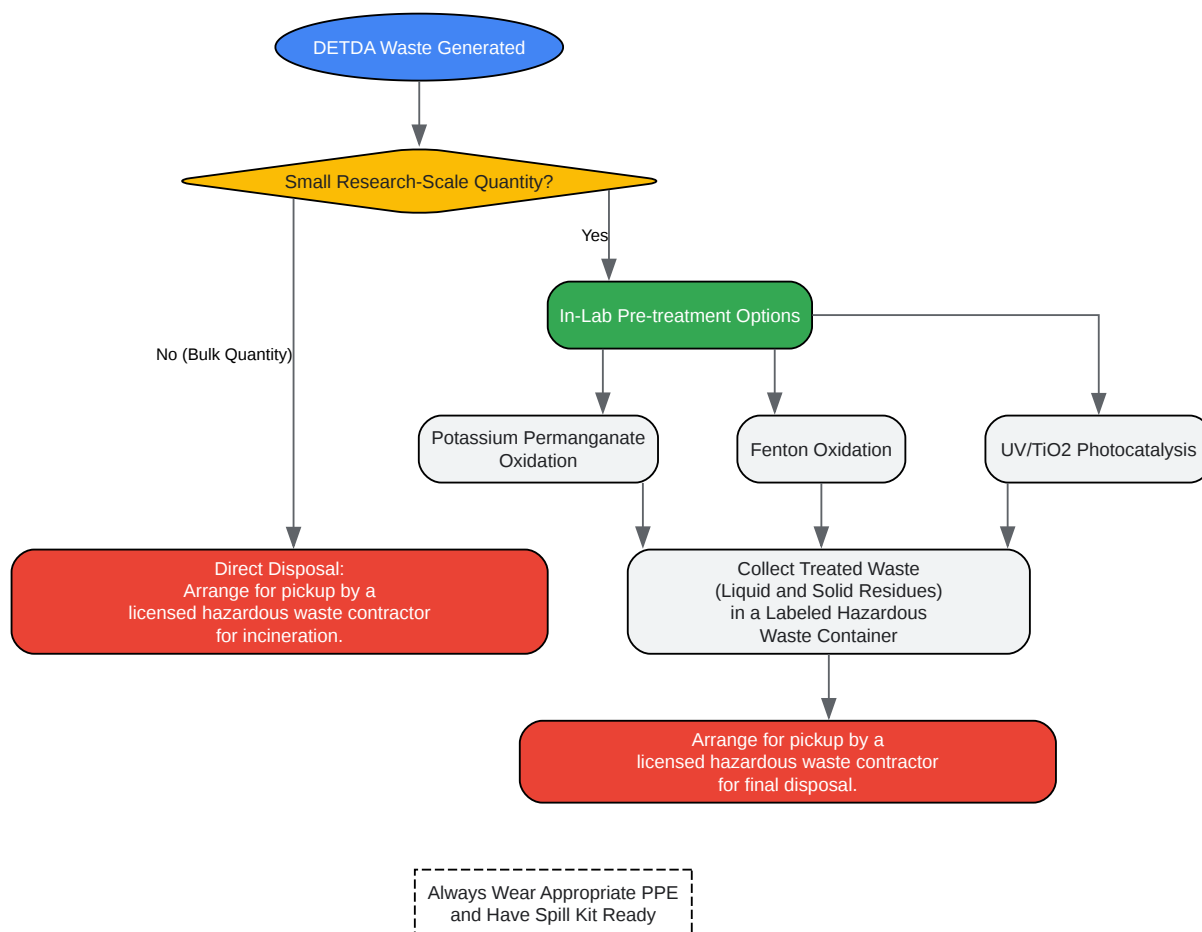 DETDA Waste Generated
Small Research-Scale Quantity?
Yes
In-Lab Pre-treatment Options
No (Bulk Quantity)
Potassium Permanganate
Oxidation
Fenton Oxidation
UV/TiO2 Photocatalysis
Direct Disposal:
Arrange for pickup by a
licensed hazardous waste contractor
for incineration.
Collect Treated Waste
(Liquid and Solid Residues)
in a Labeled Hazardous
Waste Container
Arrange for pickup by a
licensed hazardous waste contractor
for final disposal.
Always Wear Appropriate PPE
and Have Spill Kit Ready